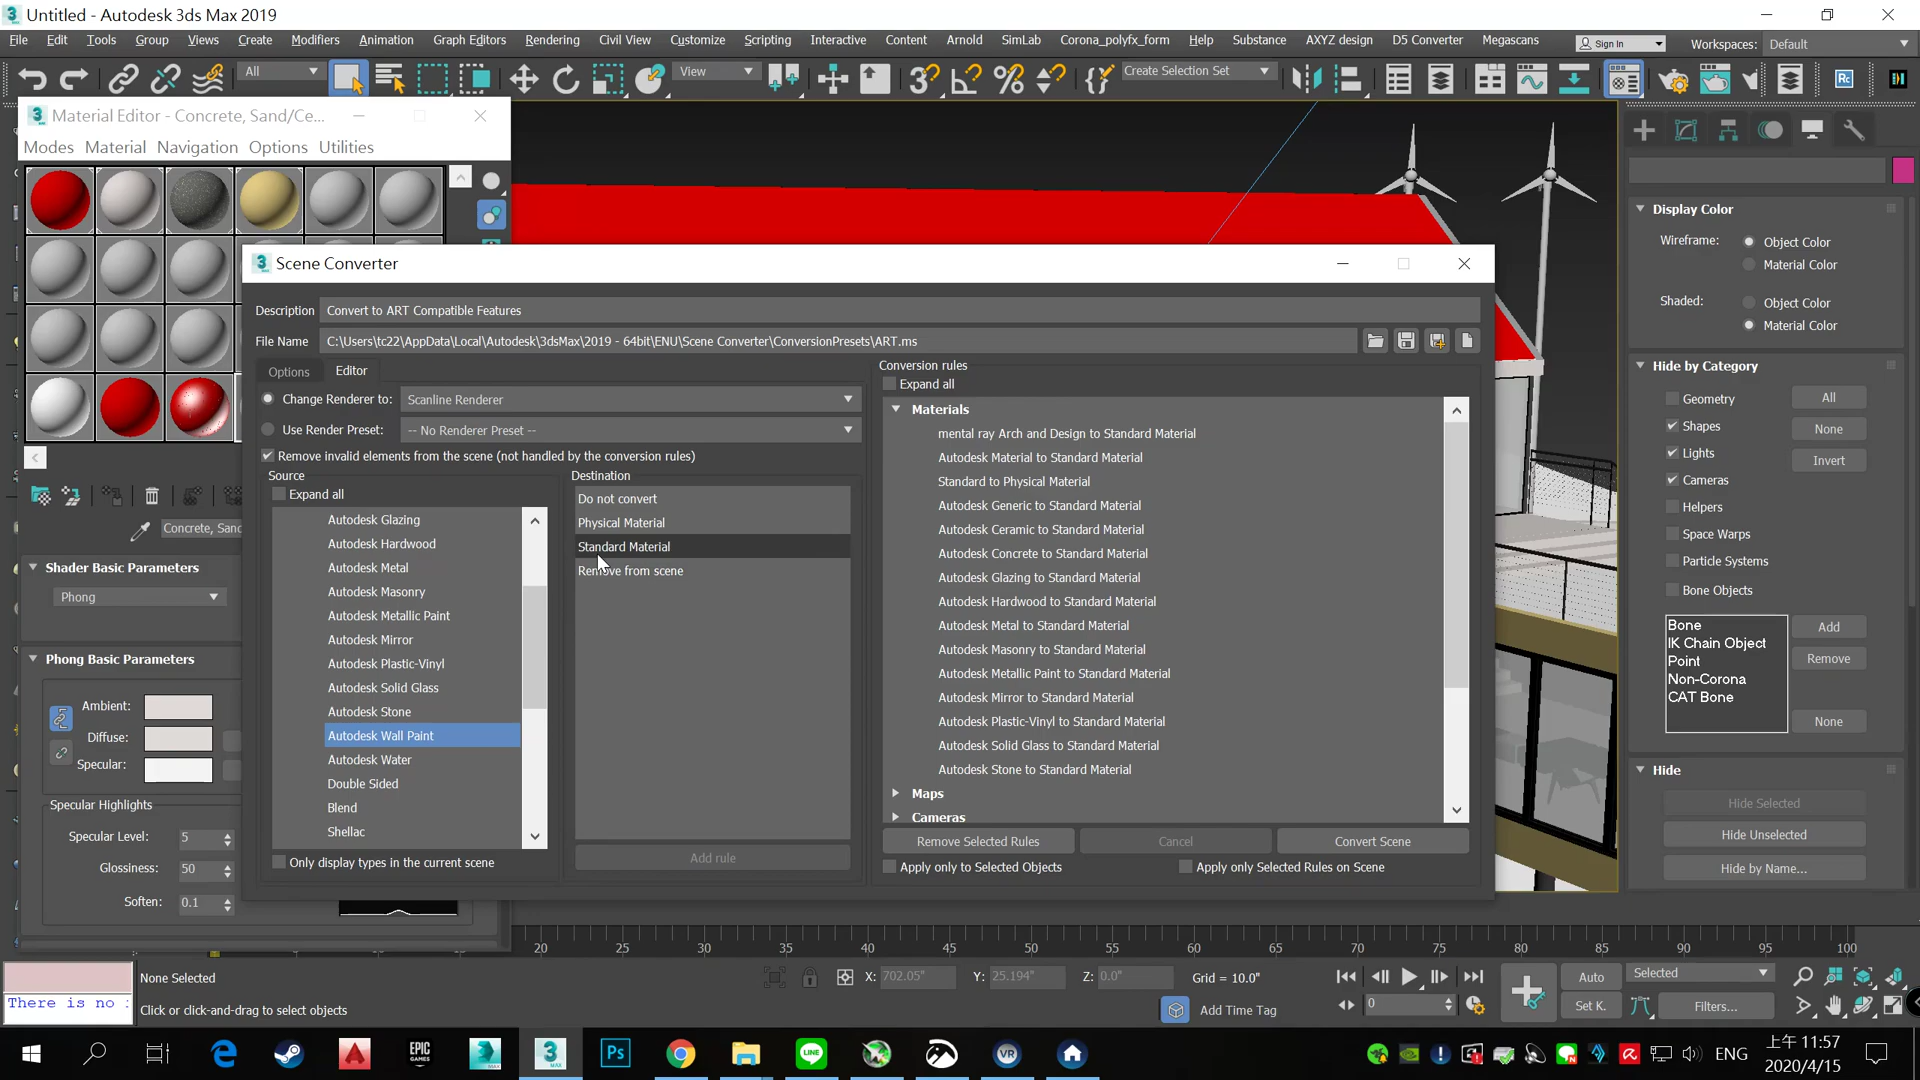 Untitled - Autodesk 3ds Max 2019
File Edit Tools Group Views Create Modifiers Animation Graph Editors Rendering Civil View Customize Scripting Interactive Content Arnold SimLab Corona_polyfx_form Help Substance AXYZ design D5 Converter Megascans Sign In Workspaces: Default
All View Create Selection Set Rc
Material Editor - Concrete, Sand/Ce...
Modes Material Navigation Options Utilities
Scene Converter
Description Convert to ART Compatible Features
File Name C:\Users\tc22\AppData\Local\Autodesk\3dsMax\2019 - 64bit\ENU\Scene Converter\ConversionPresets\ART.ms
Options Editor
Change Renderer to: Scanline Renderer
Use Render Preset: -- No Renderer Preset --
Remove invalid elements from the scene (not handled by the conversion rules)
Source
Expand all
Autodesk Glazing
Autodesk Hardwood
Autodesk Metal
Autodesk Masonry
Autodesk Metallic Paint
Autodesk Mirror
Autodesk Plastic-Vinyl
Autodesk Solid Glass
Autodesk Stone
Autodesk Wall Paint
Autodesk Water
Double Sided
Blend
Shellac
Only display types in the current scene
Destination
Do not convert
Physical Material
Standard Material
Remove from scene
Add rule
Conversion rules
Expand all
Materials
mental ray Arch and Design to Standard Material
Autodesk Material to Standard Material
Standard to Physical Material
Autodesk Generic to Standard Material
Autodesk Ceramic to Standard Material
Autodesk Concrete to Standard Material
Autodesk Glazing to Standard Material
Autodesk Hardwood to Standard Material
Autodesk Metal to Standard Material
Autodesk Masonry to Standard Material
Autodesk Metallic Paint to Standard Material
Autodesk Mirror to Standard Material
Autodesk Plastic-Vinyl to Standard Material
Autodesk Solid Glass to Standard Material
Autodesk Stone to Standard Material
Maps
Cameras
Remove Selected Rules Cancel Convert Scene
Apply only to Selected Objects Apply only Selected Rules on Scene
Concrete, Sand
Shader Basic Parameters
Phong
Phong Basic Parameters
Ambient:
Diffuse:
Specular:
Specular Highlights
Specular Level: 5
Glossiness: 50
Soften: 0.1
Display Color
Wireframe: Object Color
Material Color
Shaded: Object Color
Material Color
Hide by Category
Geometry All
Shapes None
Lights Invert
Cameras
Helpers
Space Warps
Particle Systems
Bone Objects
Bone
IK Chain Object
Point
Non-Corona
CAT Bone
Add
Remove
None
Hide
Hide Selected
Hide Unselected
Hide by Name...
20 25 30 35 40 45 50 55 60 65 70 75 80 85 90 95 100
None Selected
There is no :
Click or click-and-drag to select objects
X: 702.05" Y: 25.194" Z: 0.0" Grid = 10.0"
Add Time Tag
0
Auto Selected
Set K. Filters...
EPIC GAMES
MAX
Ps
LINE
VR
ENG
上午 11:57
2020/4/15